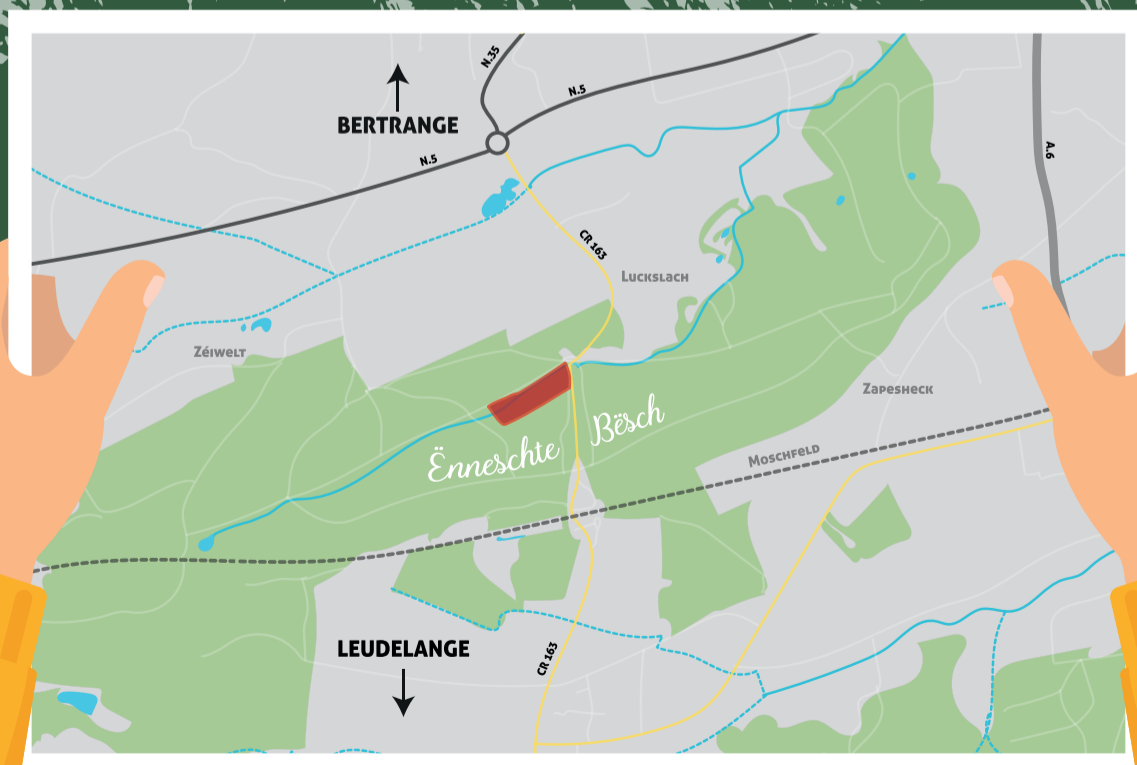 N.35
N.5
BERTRANGE
N.5
A.6
CR 163
Luckslach
Zéiwelt
Zapesheck
Ënneschte Bësch
Moschfeld
LEUDELANGE
CR 163